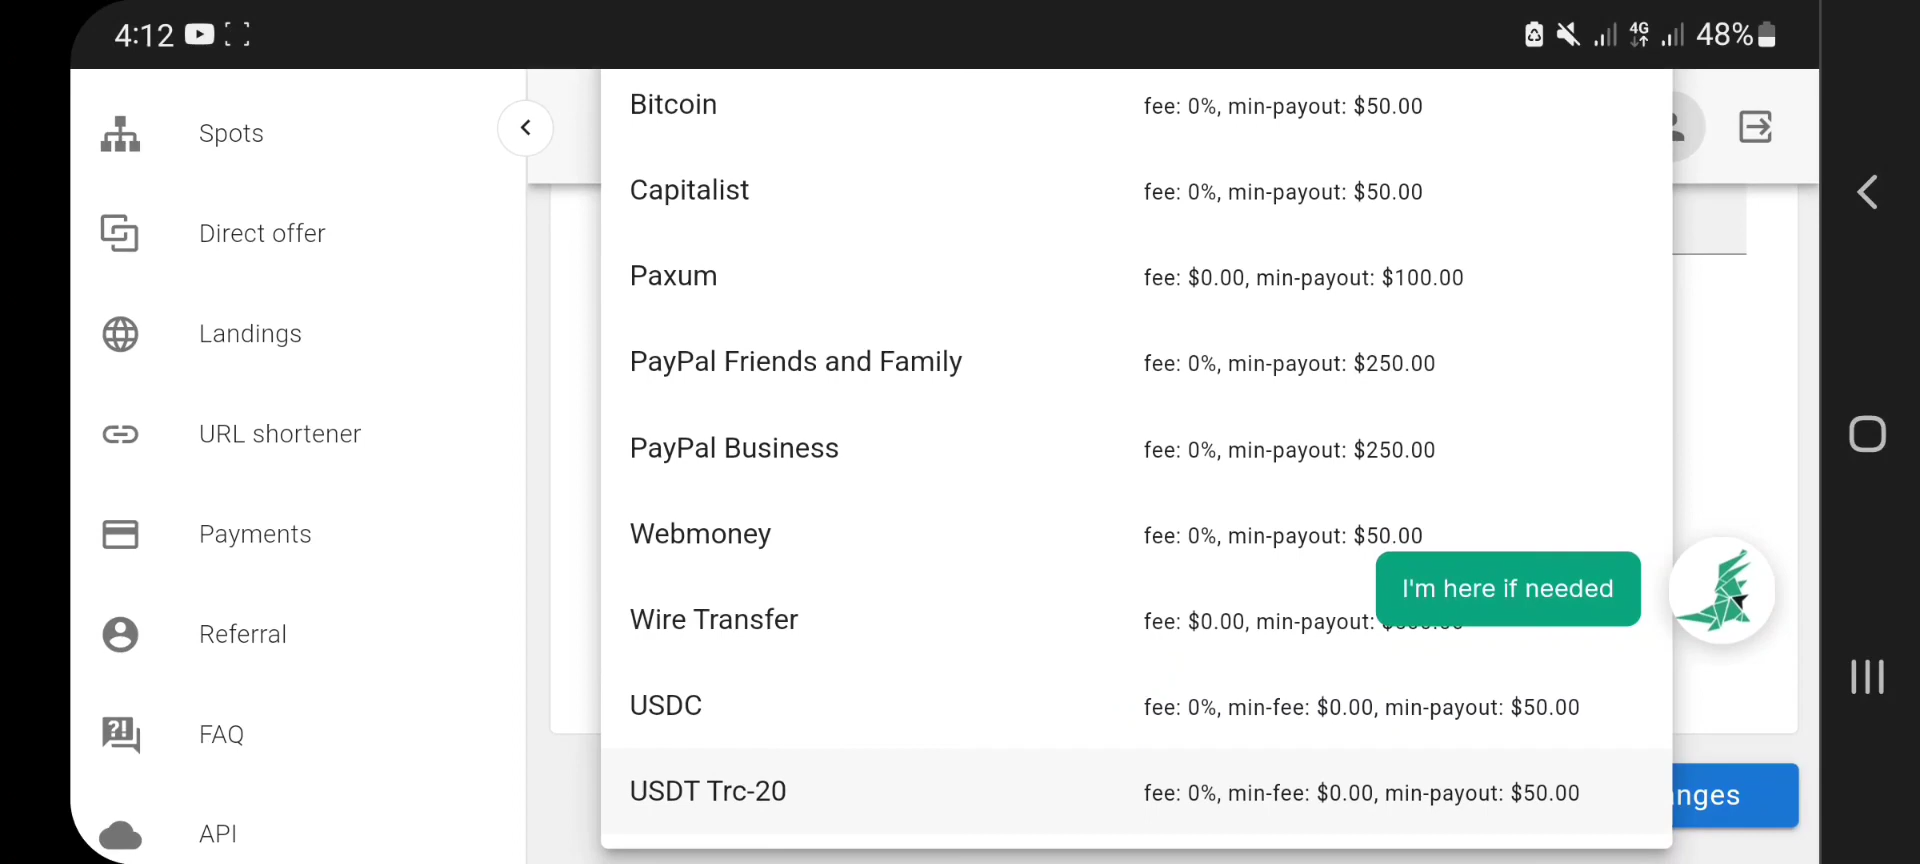 4:12
4G
48%
Spots
Direct offer
Landings
URL shortener
Payments
Referral
FAQ
API
Bitcoin fee: 0%, min-payout: $50.00
Capitalist fee: 0%, min-payout: $50.00
Paxum fee: $0.00, min-payout: $100.00
PayPal Friends and Family fee: 0%, min-payout: $250.00
PayPal Business fee: 0%, min-payout: $250.00
Webmoney fee: 0%, min-payout: $50.00
I'm here if needed
Wire Transfer fee: $0.00, min-payout:
USDC fee: 0%, min-fee: $0.00, min-payout: $50.00
USDT Trc-20 fee: 0%, min-fee: $0.00, min-payout: $50.00
nges